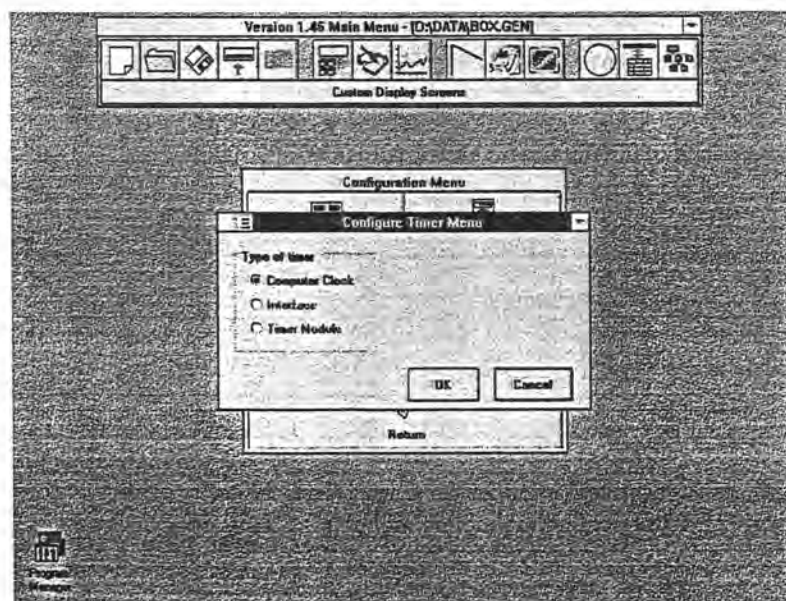 Version 1.45 Main Menu - [D:\DATA\BOX.GEN]
Custom Display Screens
Configuration Menu
Configure Timer Menu
Type of timer
Computer Clock
Interface
Timer Module
OK
Cancel
Return
Program